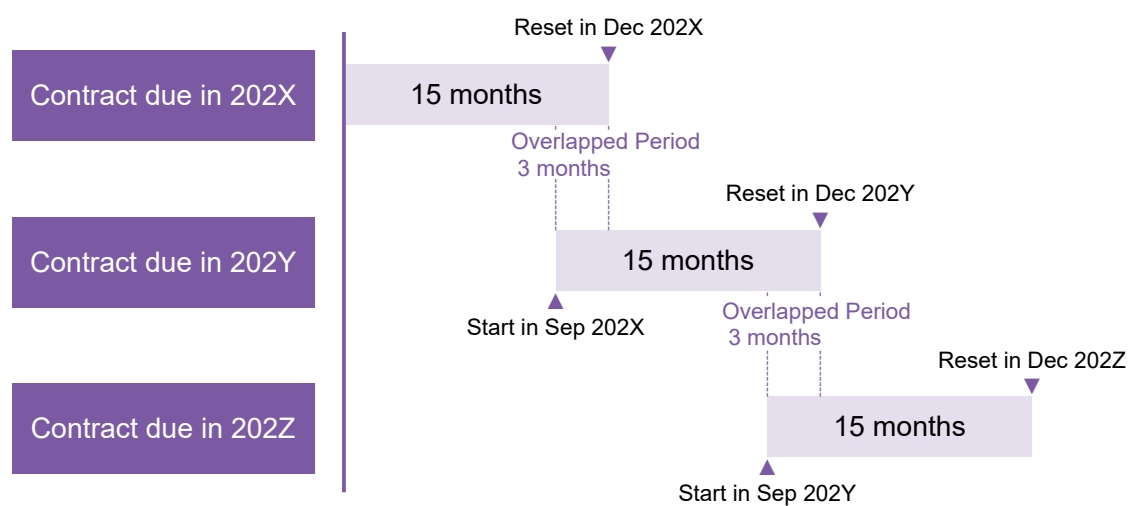 Reset in Dec 202X
Contract due in 202X
15 months
Overlapped Period
3 months
Reset in Dec 202Y
Contract due in 202Y
15 months
Start in Sep 202X
Overlapped Period
3 months
Reset in Dec 202Z
Contract due in 202Z
15 months
Start in Sep 202Y